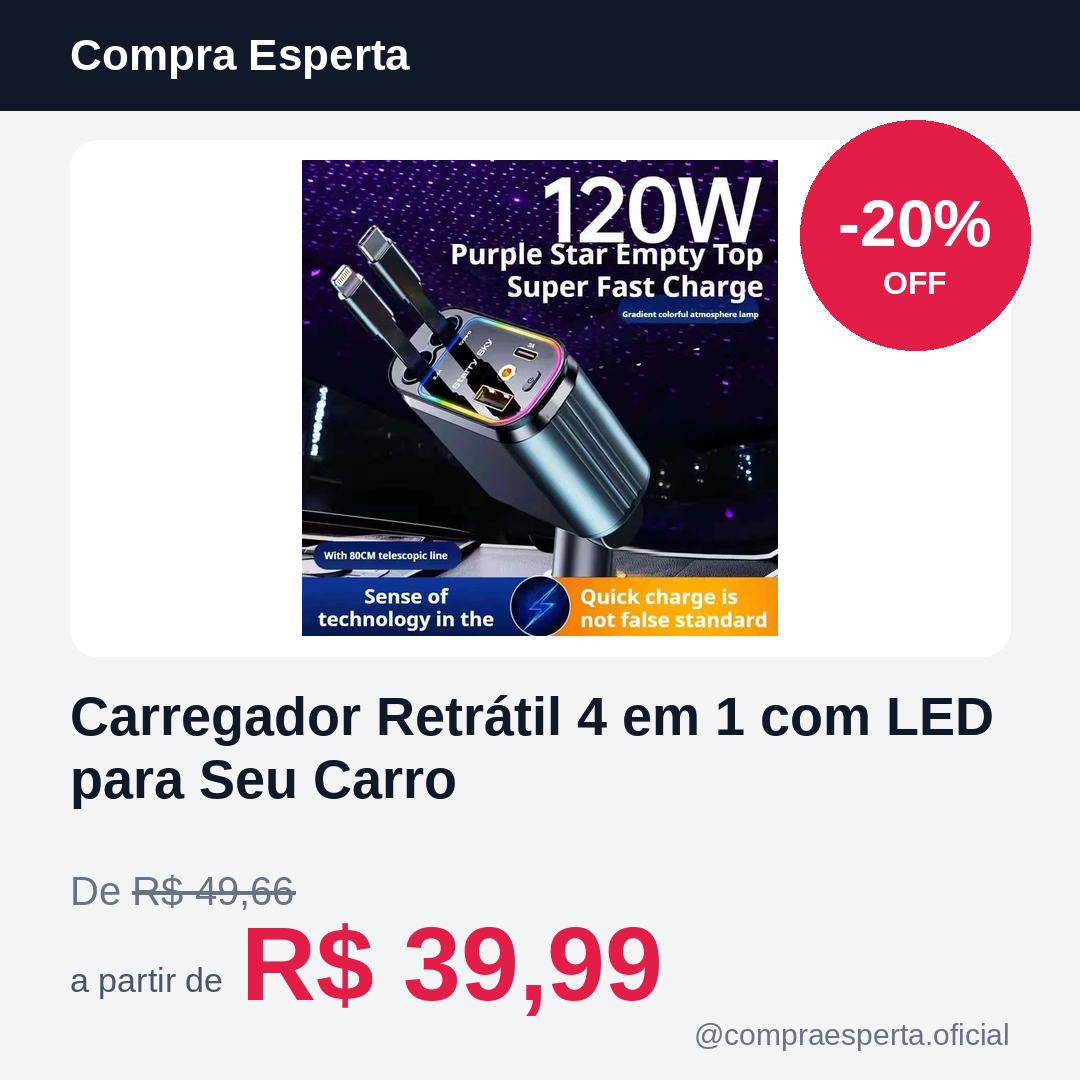 Compra Esperta
-20%
OFF
120W
Purple Star Empty Top
Super Fast Charge
Gradient colorful atmosphere lamp
Starry Sky
With 80CM telescopic line
Sense of
technology in the
Quick charge is
not false standard
Carregador Retrátil 4 em 1 com LED
para Seu Carro
De R$ 49,66
a partir de R$ 39,99
@compraesperta.oficial